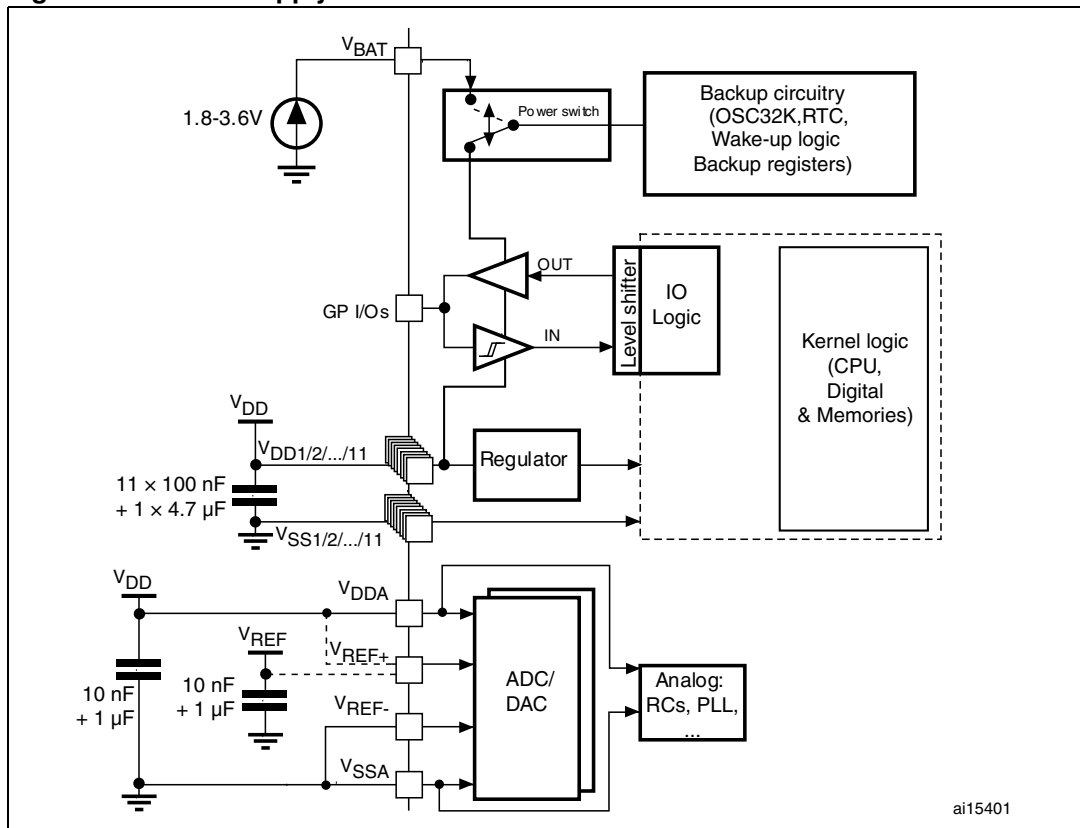 VBAT
1.8-3.6V
Power switch
Backup circuitry
(OSC32K,RTC,
Wake-up logic
Backup registers)
GP I/Os
OUT
IN
Level shifter
IO
Logic
Kernel logic
(CPU,
Digital
& Memories)
VDD
VDD1/2/.../11
11 × 100 nF
+ 1 × 4.7 µF
VSS1/2/.../11
Regulator
VDD
10 nF
+ 1 µF
VREF
10 nF
+ 1 µF
VDDA
VREF+
VREF-
VSSA
ADC/
DAC
Analog:
RCs, PLL,
...
ai15401